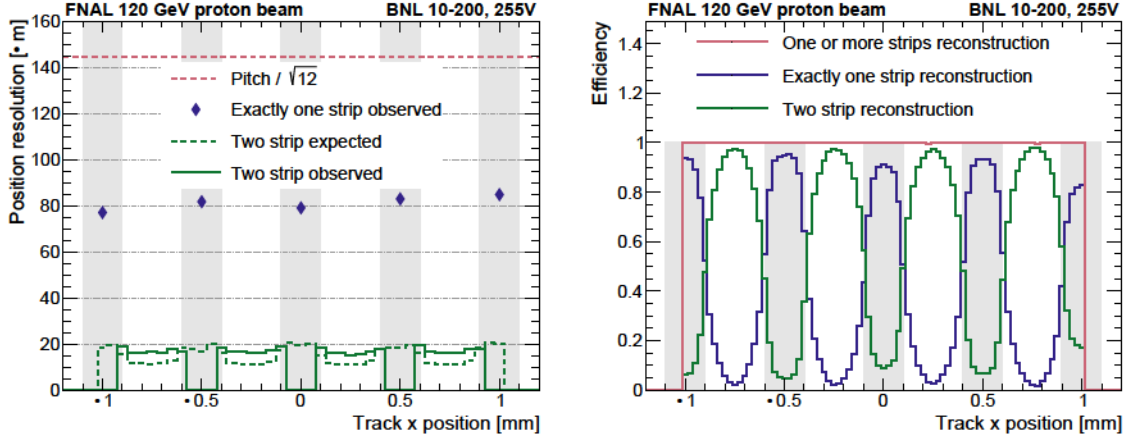 FNAL 120 GeV proton beam BNL 10-200, 255V
Position resolution [• m]
160
140
120
100
80
60
40
20
0
Pitch / √12
Exactly one strip observed
Two strip expected
Two strip observed
•1 •0.5 0 0.5 1
Track x position [mm]
FNAL 120 GeV proton beam BNL 10-200, 255V
Efficiency
1.4
1.2
1
0.8
0.6
0.4
0.2
0
One or more strips reconstruction
Exactly one strip reconstruction
Two strip reconstruction
•1 •0.5 0 0.5 1
Track x position [mm]